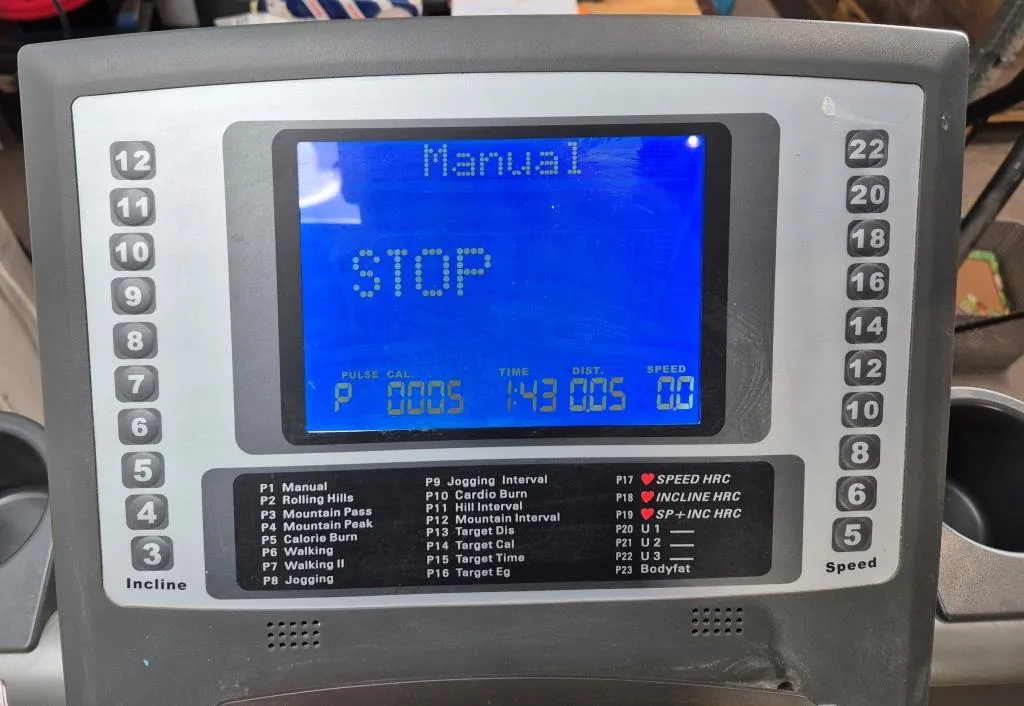 Manual
STOP
PULSE CAL. TIME DIST. SPEED
P 0005 1:43 0.05 0.0
12
11
10
9
8
7
6
5
4
3
Incline
22
20
18
16
14
12
10
8
6
5
Speed
P1 Manual
P2 Rolling Hills
P3 Mountain Pass
P4 Mountain Peak
P5 Calorie Burn
P6 Walking
P7 Walking II
P8 Jogging
P9 Jogging Interval
P10 Cardio Burn
P11 Hill Interval
P12 Mountain Interval
P13 Target Dis
P14 Target Cal
P15 Target Time
P16 Target Eg
P17 ♥ SPEED HRC
P18 ♥ INCLINE HRC
P19 ♥ SP+INC HRC
P20 U 1 ___
P21 U 2 ___
P22 U 3 ___
P23 Bodyfat